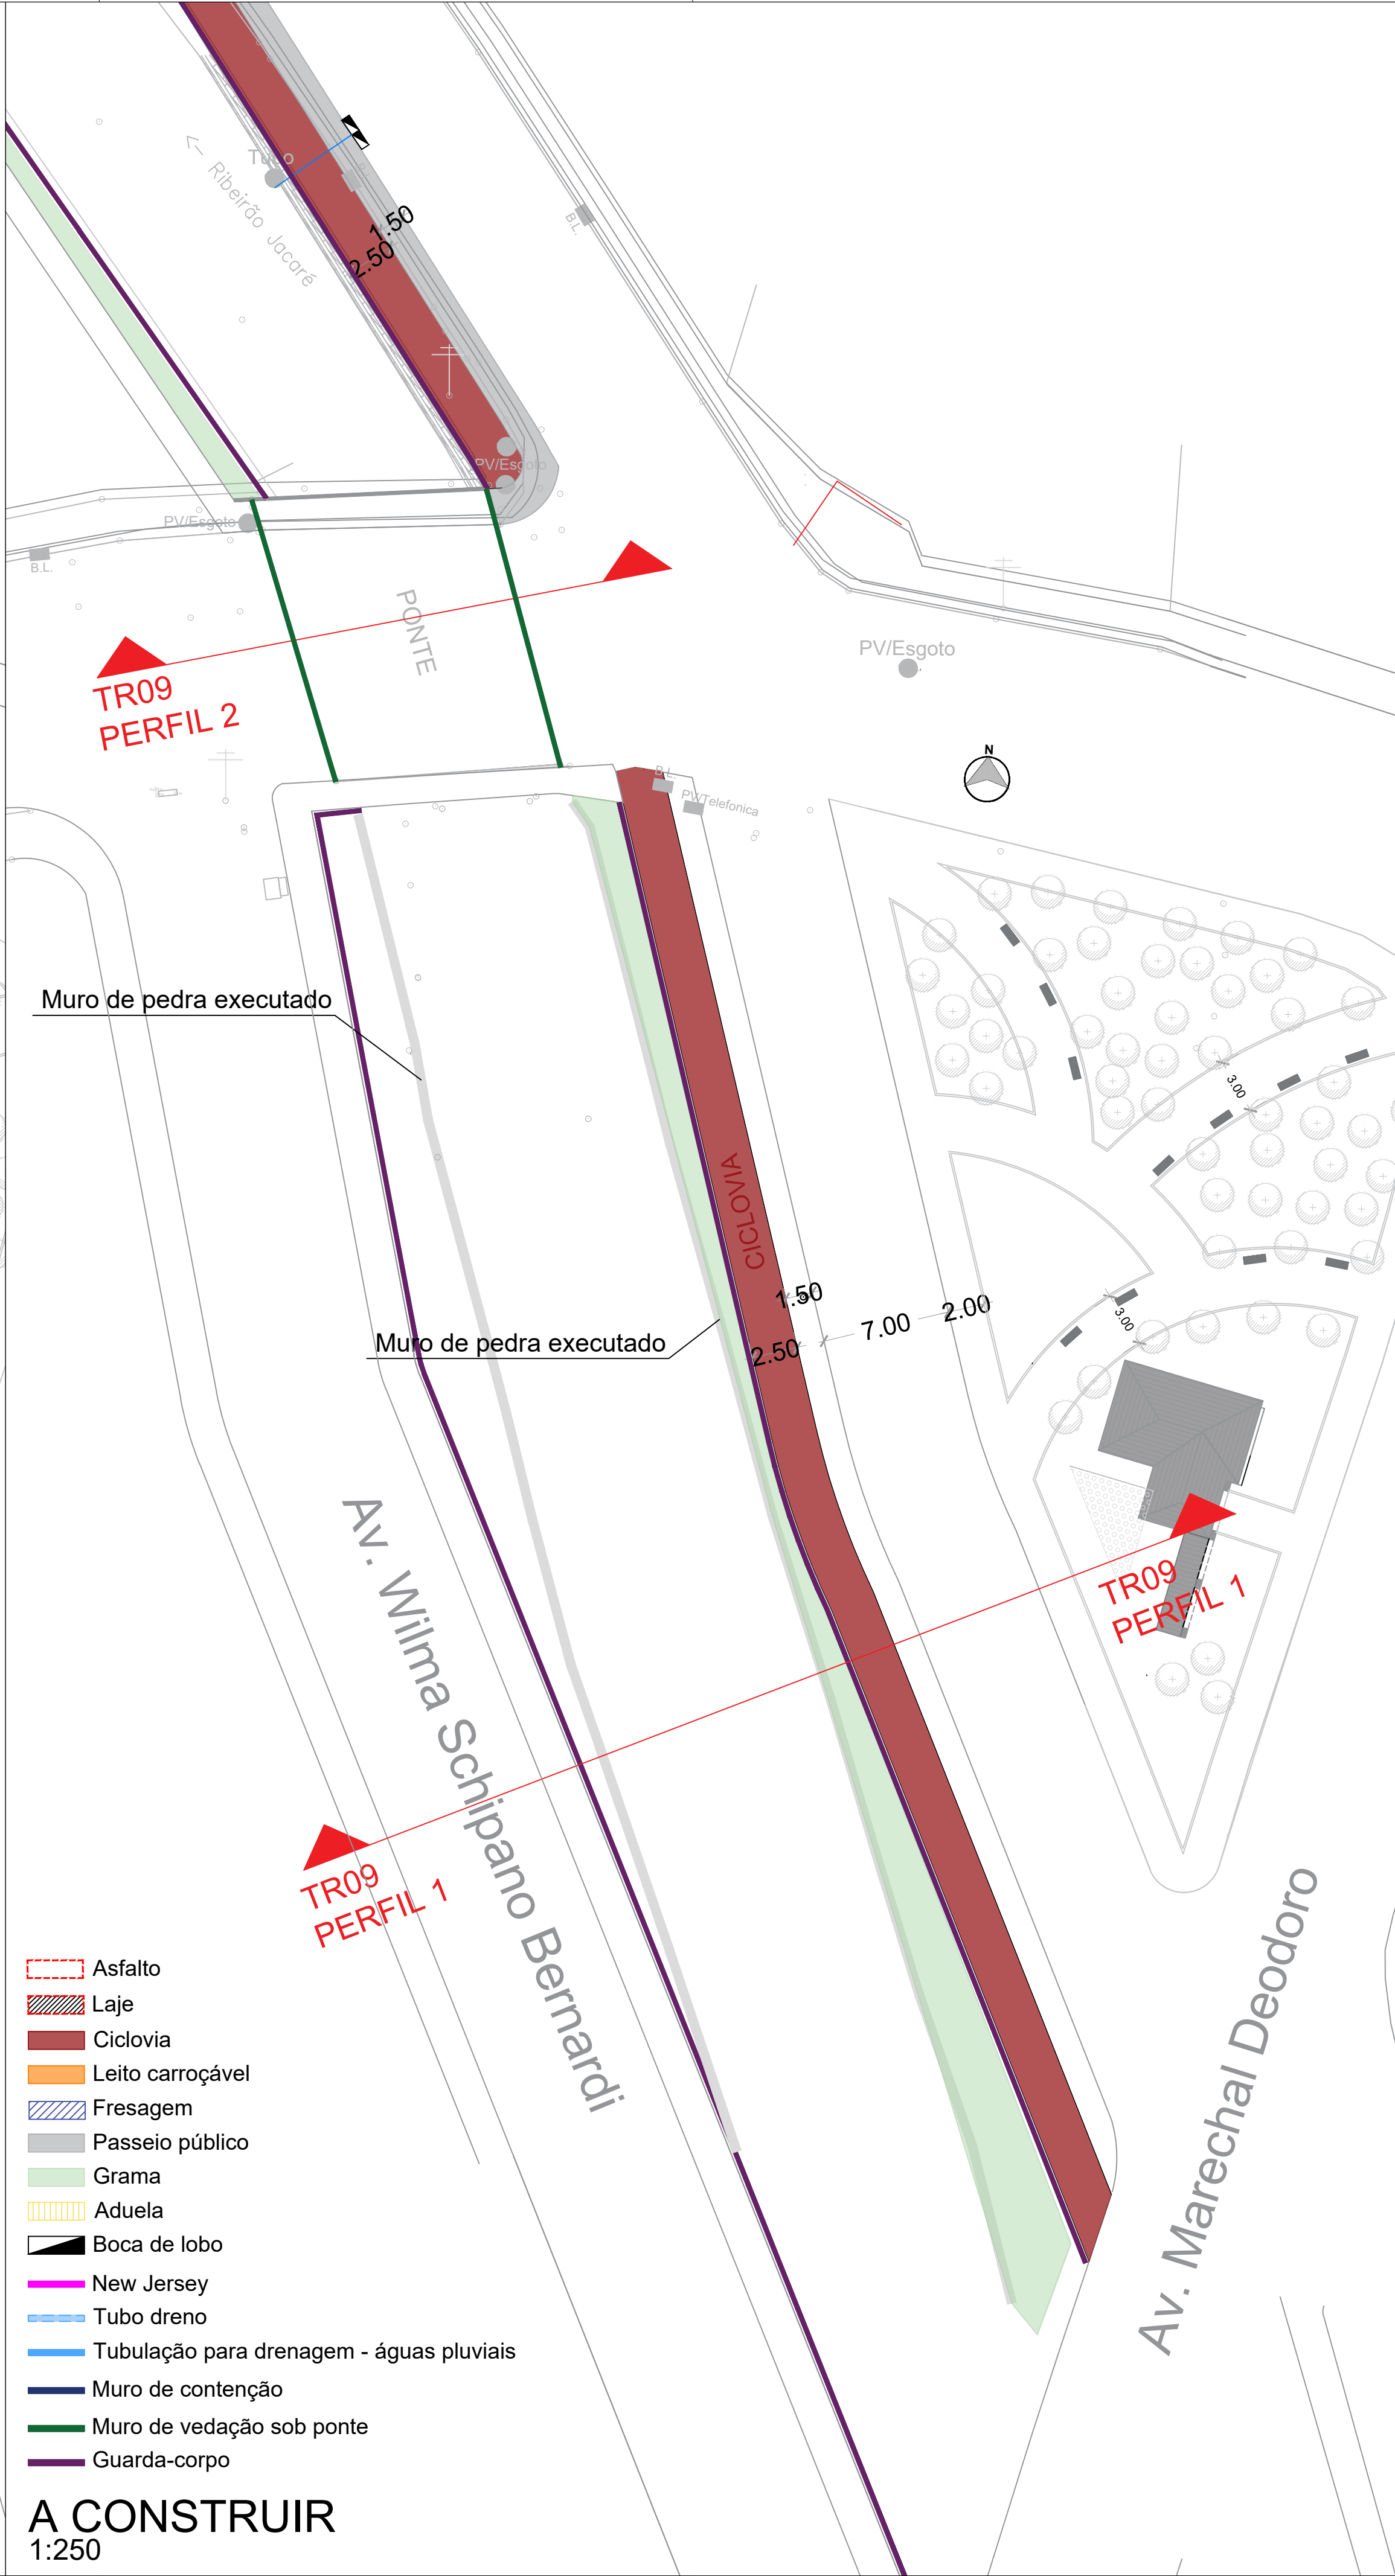 Tubo
<- Ribeirão Jacaré
1.50
2.50
B.L.
PV/Esgoto
PV/Esgoto
B.L.
PONTE
PV/Esgoto
TR09
PERFIL 2
N
B.L.
PV/Telefonica
Muro de pedra executado
3.00
CICLOVIA
1.50
7.00
2.00
2.50
3.00
Muro de pedra executado
Av. Wilma Schipano Bernardi
TR09
PERFIL 1
TR09
PERFIL 1
Av. Marechal Deodoro
Asfalto
Laje
Ciclovia
Leito carroçável
Fresagem
Passeio público
Grama
Aduela
Boca de lobo
New Jersey
Tubo dreno
Tubulação para drenagem - águas pluviais
Muro de contenção
Muro de vedação sob ponte
Guarda-corpo
A CONSTRUIR
1:250